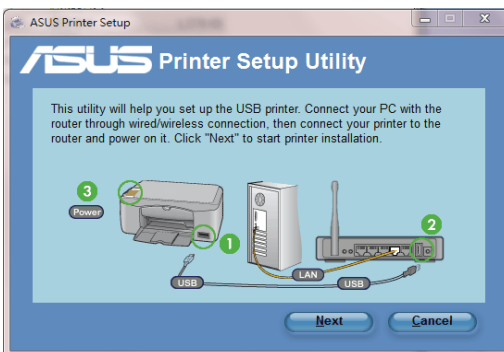 ASUS Printer Setup
ASUS Printer Setup Utility
This utility will help you set up the USB printer. Connect your PC with the
router through wired/wireless connection, then connect your printer to the
router and power on it. Click "Next" to start printer installation.
3
Power
1
2
LAN
USB
USB
Next
Cancel